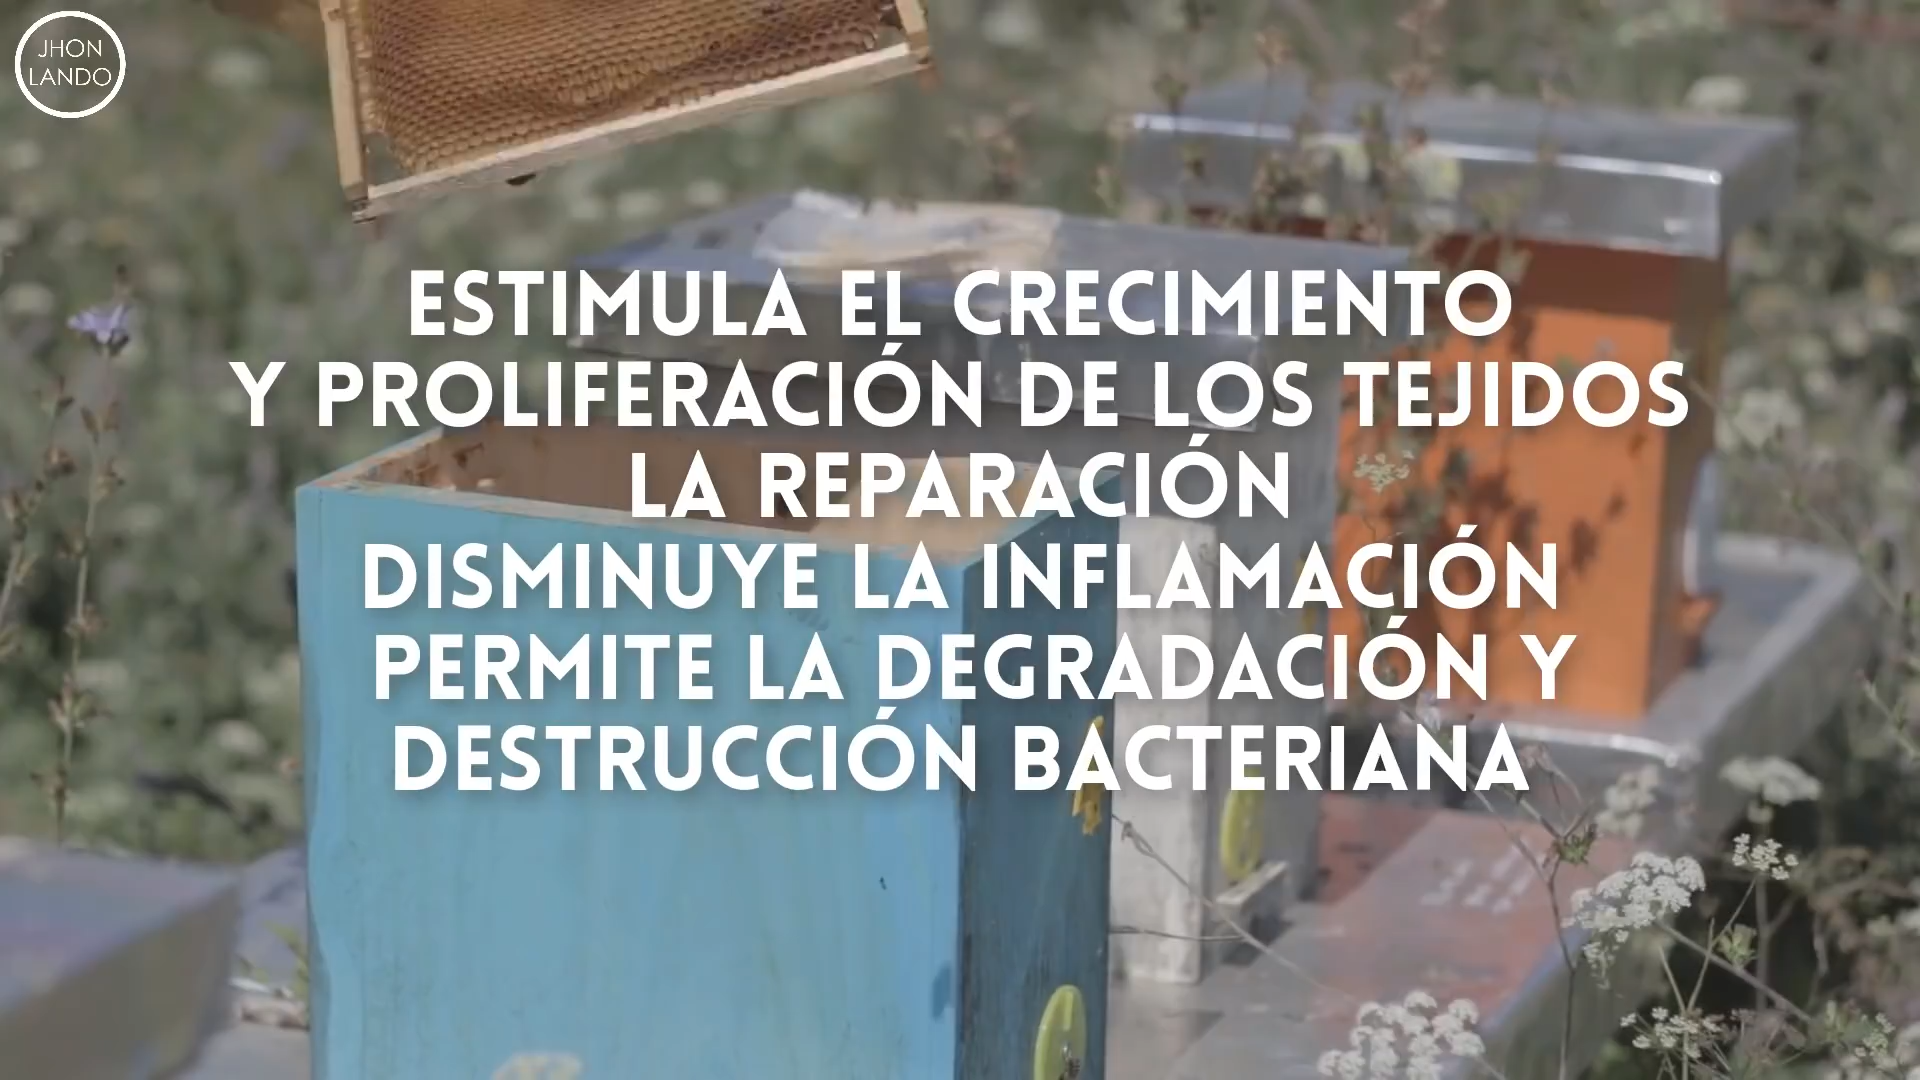 JHON
LANDO
ESTIMULA EL CRECIMIENTO
Y PROLIFERACIÓN DE LOS TEJIDOS
LA REPARACIÓN
DISMINUYE LA INFLAMACIÓN
PERMITE LA DEGRADACIÓN Y
DESTRUCCIÓN BACTERIANA